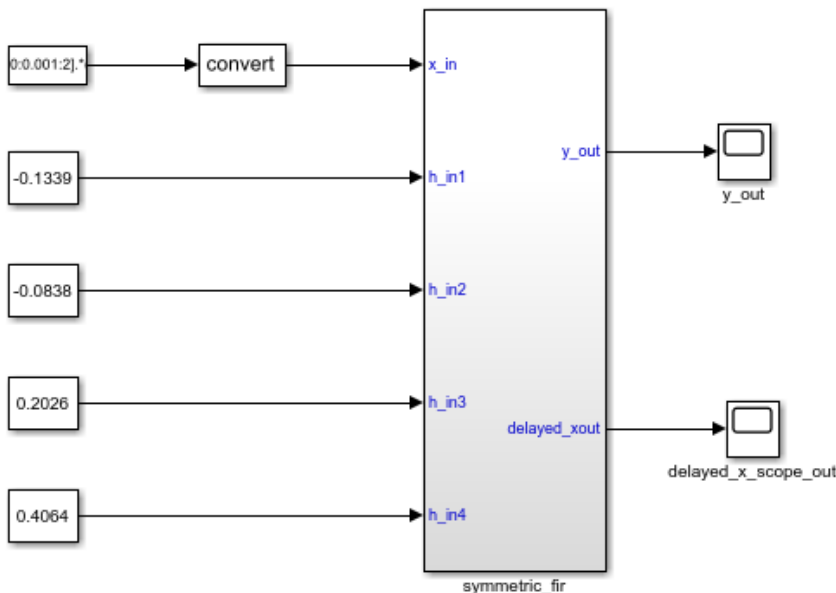 0:0.001:2].*
convert
x_in
y_out
y_out
-0.1339
h_in1
-0.0838
h_in2
0.2026
h_in3
delayed_xout
delayed_x_scope_out
0.4064
h_in4
symmetric_fir